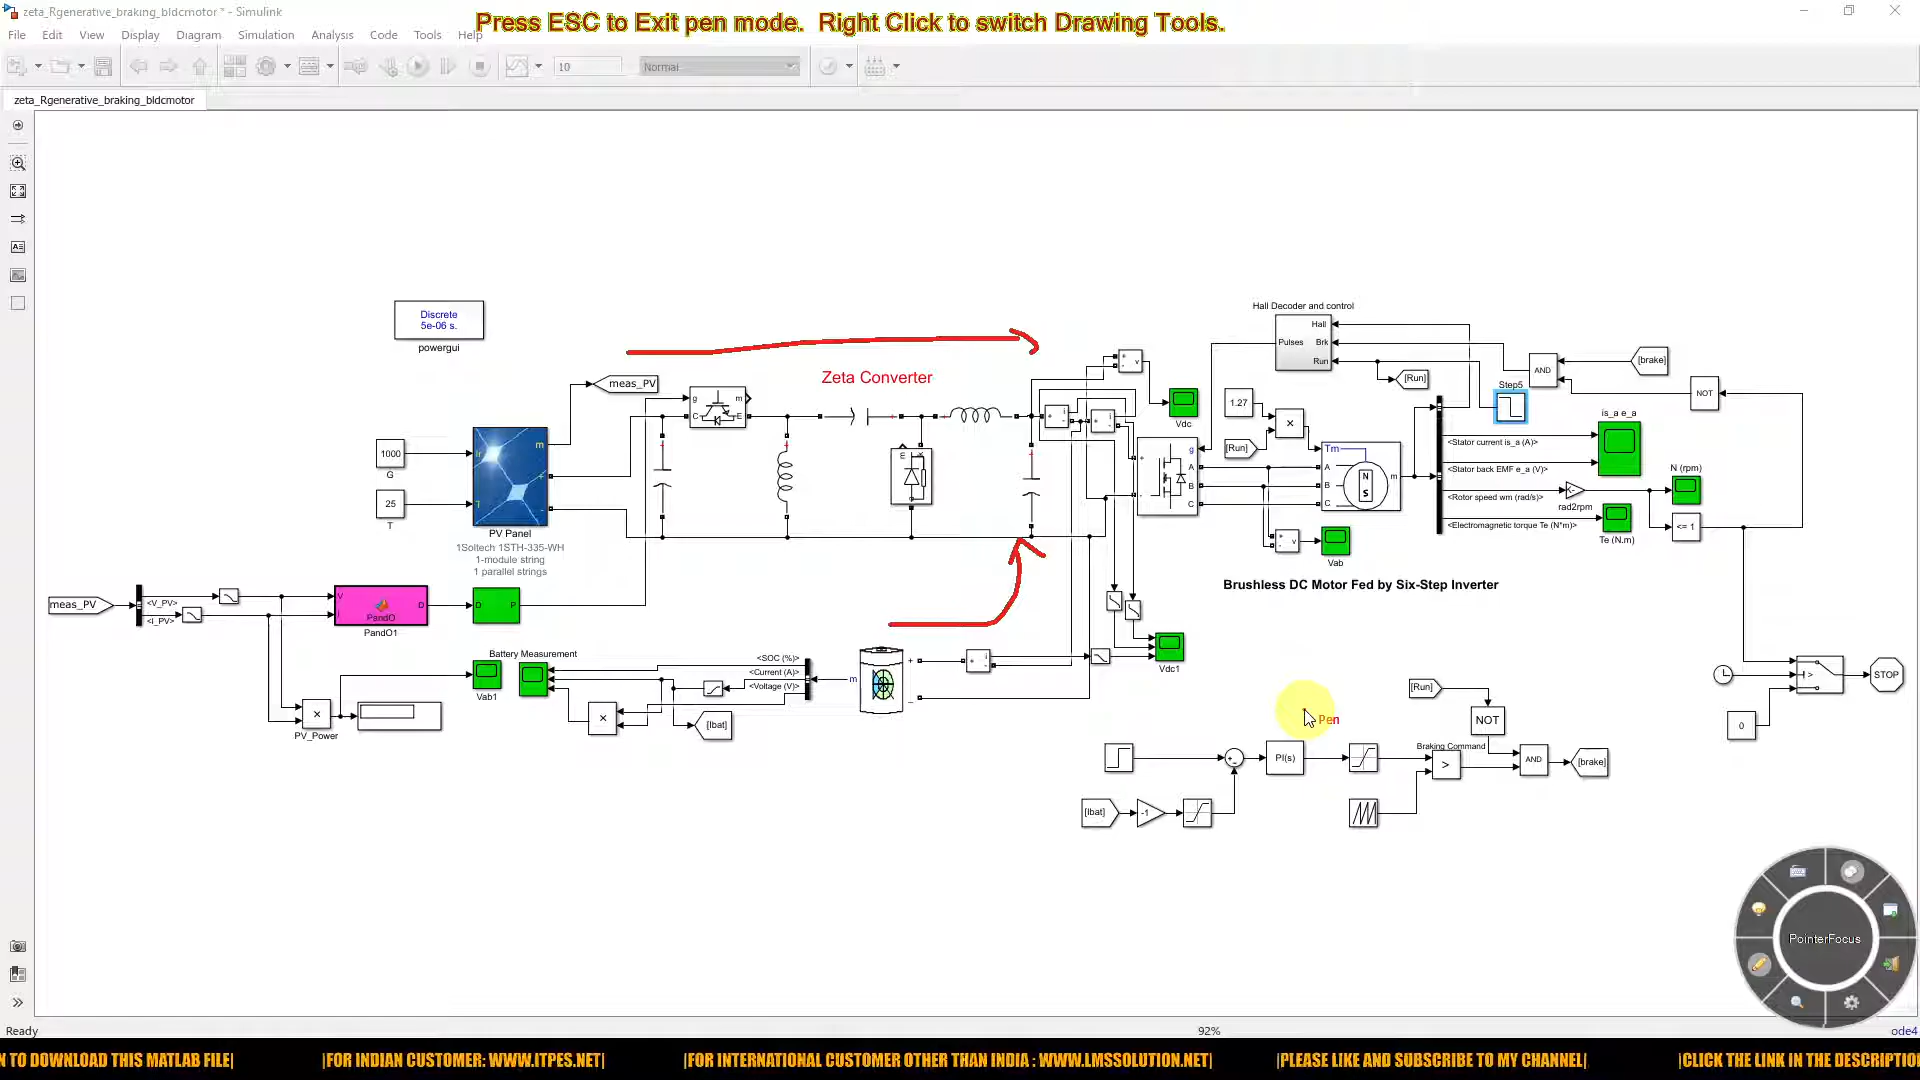 zeta_Rgenerative_braking_bldcmotor * - Simulink
Press ESC to Exit pen mode. Right Click to switch Drawing Tools.
File Edit View Display Diagram Simulation Analysis Code Tools Help
10 Normal
zeta_Rgenerative_braking_bldcmotor
Discrete
5e-06 s.
powergui
Zeta Converter
meas_PV
g m
C E
1000
G
25
T
Ir
T
m
+
-
PV Panel
1Soltech 1STH-335-WH
1-module string
1 parallel strings
Hall Decoder and control
Hall
Pulses Brk
Run
[Run]
Step5
AND
[brake]
NOT
1.27
[Run]
×
Vdc
g
A
B
C
Tm
A
B
C
N
S
m
<Stator current is_a (A)>
<Stator back EMF e_a (V)>
<Rotor speed wm (rad/s)>
<Electromagnetic torque Te (N*m)>
is_a e_a
N (rpm)
rad2rpm
Te (N.m)
<= 1
Vab
Brushless DC Motor Fed by Six-Step Inverter
meas_PV
<V_PV>
<I_PV>
V
D
PandO
PandO1
D P
Battery Measurement
Vab1
<SOC (%)>
<Current (A)>
<Voltage (V)>
m
[Ibat]
×
×
PV_Power
Vdc1
Pen
[Run]
NOT
Braking Command
PI(s)
>
AND
[brake]
[Ibat]
-1
STOP
0
PointerFocus
Ready 92% ode4
N TO DOWNLOAD THIS MATLAB FILE| |FOR INDIAN CUSTOMER: WWW.ITPES.NET| |FOR INTERNATIONAL CUSTOMER OTHER THAN INDIA : WWW.LMSSOLUTION.NET| |PLEASE LIKE AND SUBSCRIBE TO MY CHANNEL| |CLICK THE LINK IN THE DESCRIPTIO